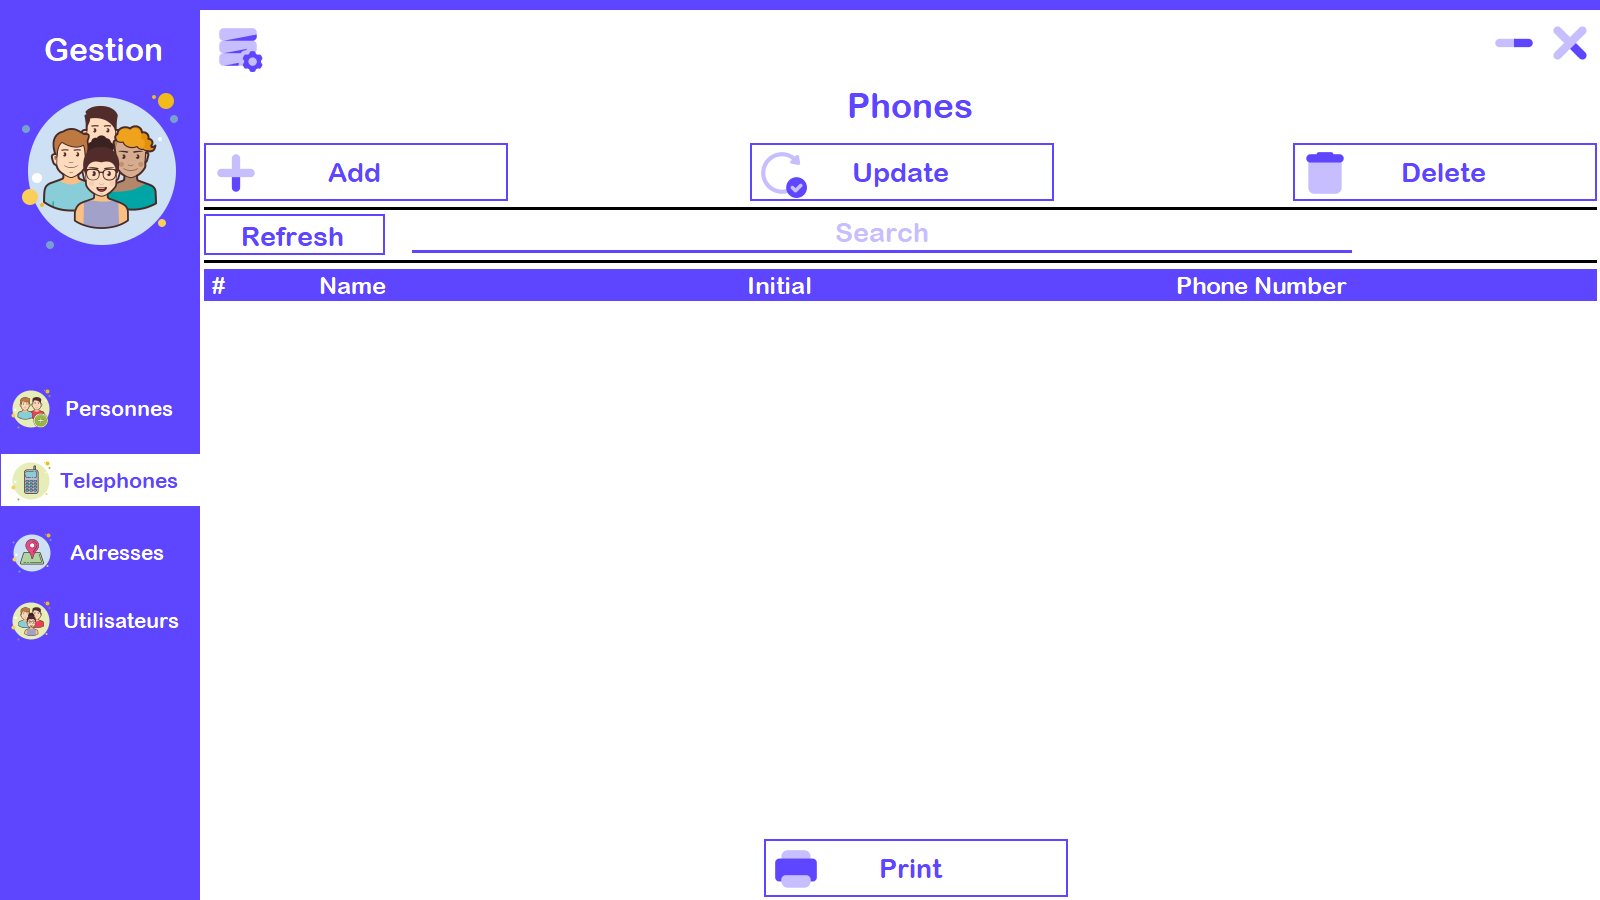 Gestion
Phones
Add
Update
Delete
Refresh
Search
# Name Initial Phone Number
Personnes
Telephones
Adresses
Utilisateurs
Print